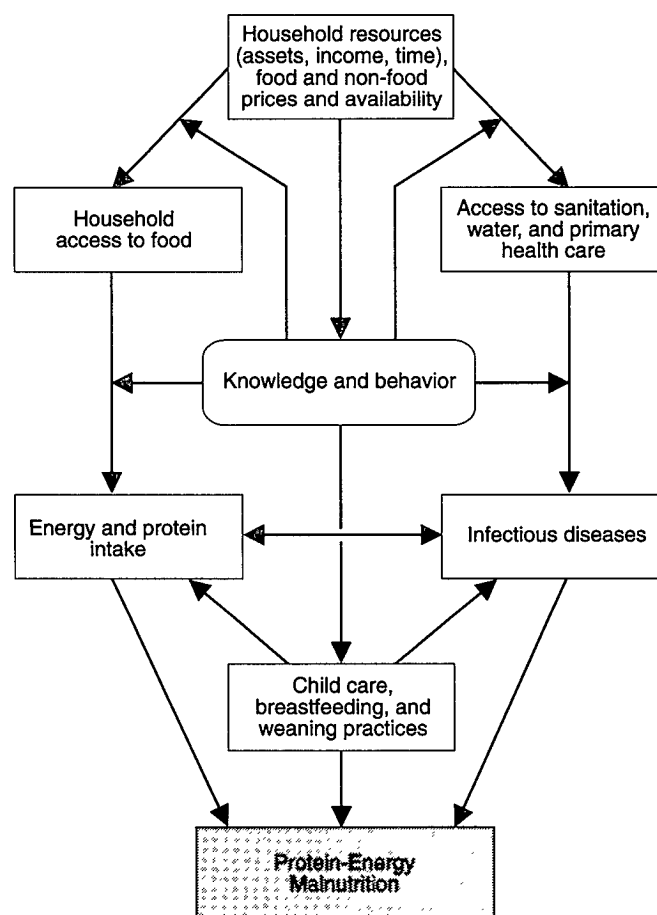 Household resources
(assets, income, time),
food and non-food
prices and availability
Household
access to food
Access to sanitation,
water, and primary
health care
Knowledge and behavior
Energy and protein
intake
Infectious diseases
Child care,
breastfeeding, and
weaning practices
Protein-Energy
Malnutrition